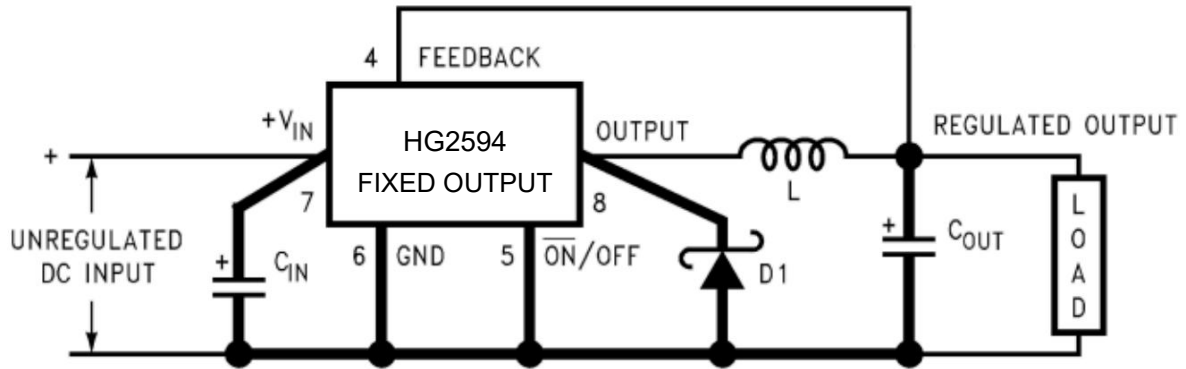 4 FEEDBACK
+VIN
HG2594
FIXED OUTPUT
OUTPUT
REGULATED OUTPUT
+
7
8
L
UNREGULATED
DC INPUT
+
CIN
6 GND
5 ON/OFF
D1
+
COUT
LOAD